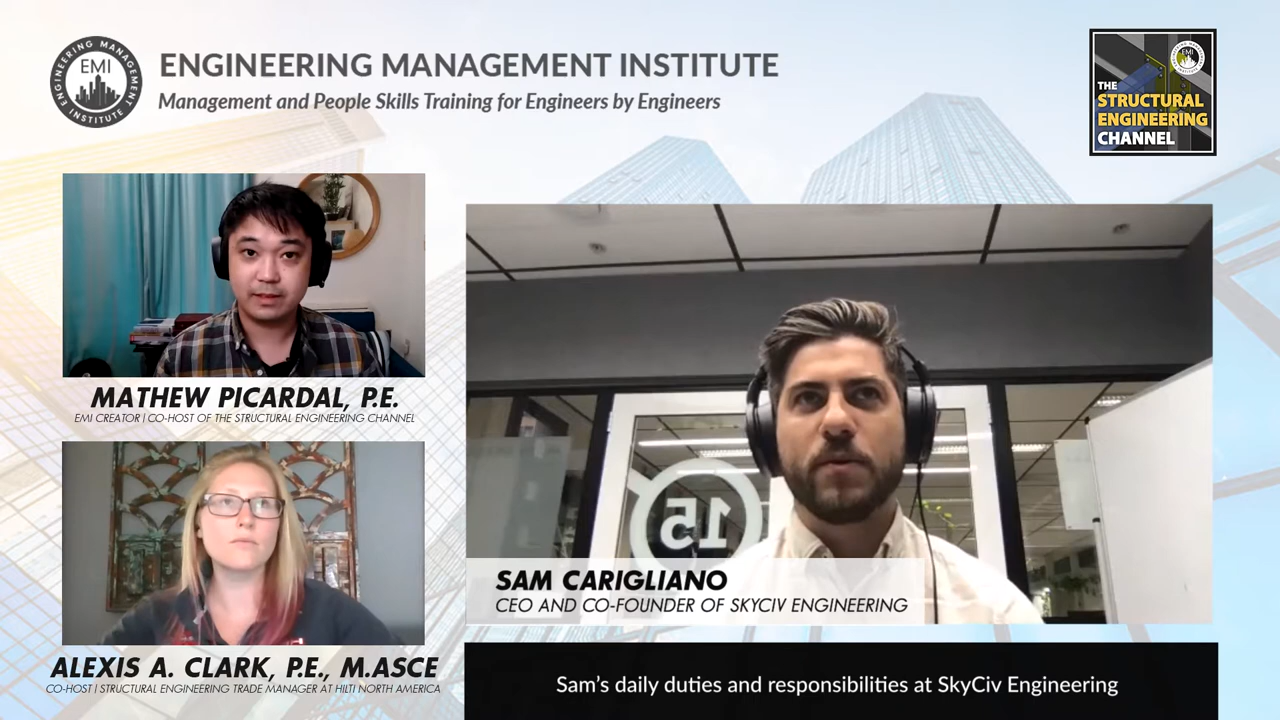 ENGINEERING MANAGEMENT INSTITUTE
EMI
ENGINEERING MANAGEMENT INSTITUTE
Management and People Skills Training for Engineers by Engineers
EMI
THE
STRUCTURAL
ENGINEERING
CHANNEL
MATHEW PICARDAL, P.E.
EMI CREATOR | CO-HOST OF THE STRUCTURAL ENGINEERING CHANNEL
15
SAM CARIGLIANO
CEO AND CO-FOUNDER OF SKYCIV ENGINEERING
ALEXIS A. CLARK, P.E., M.ASCE
CO-HOST | STRUCTURAL ENGINEERING TRADE MANAGER AT HILTI NORTH AMERICA
Sam's daily duties and responsibilities at SkyCiv Engineering